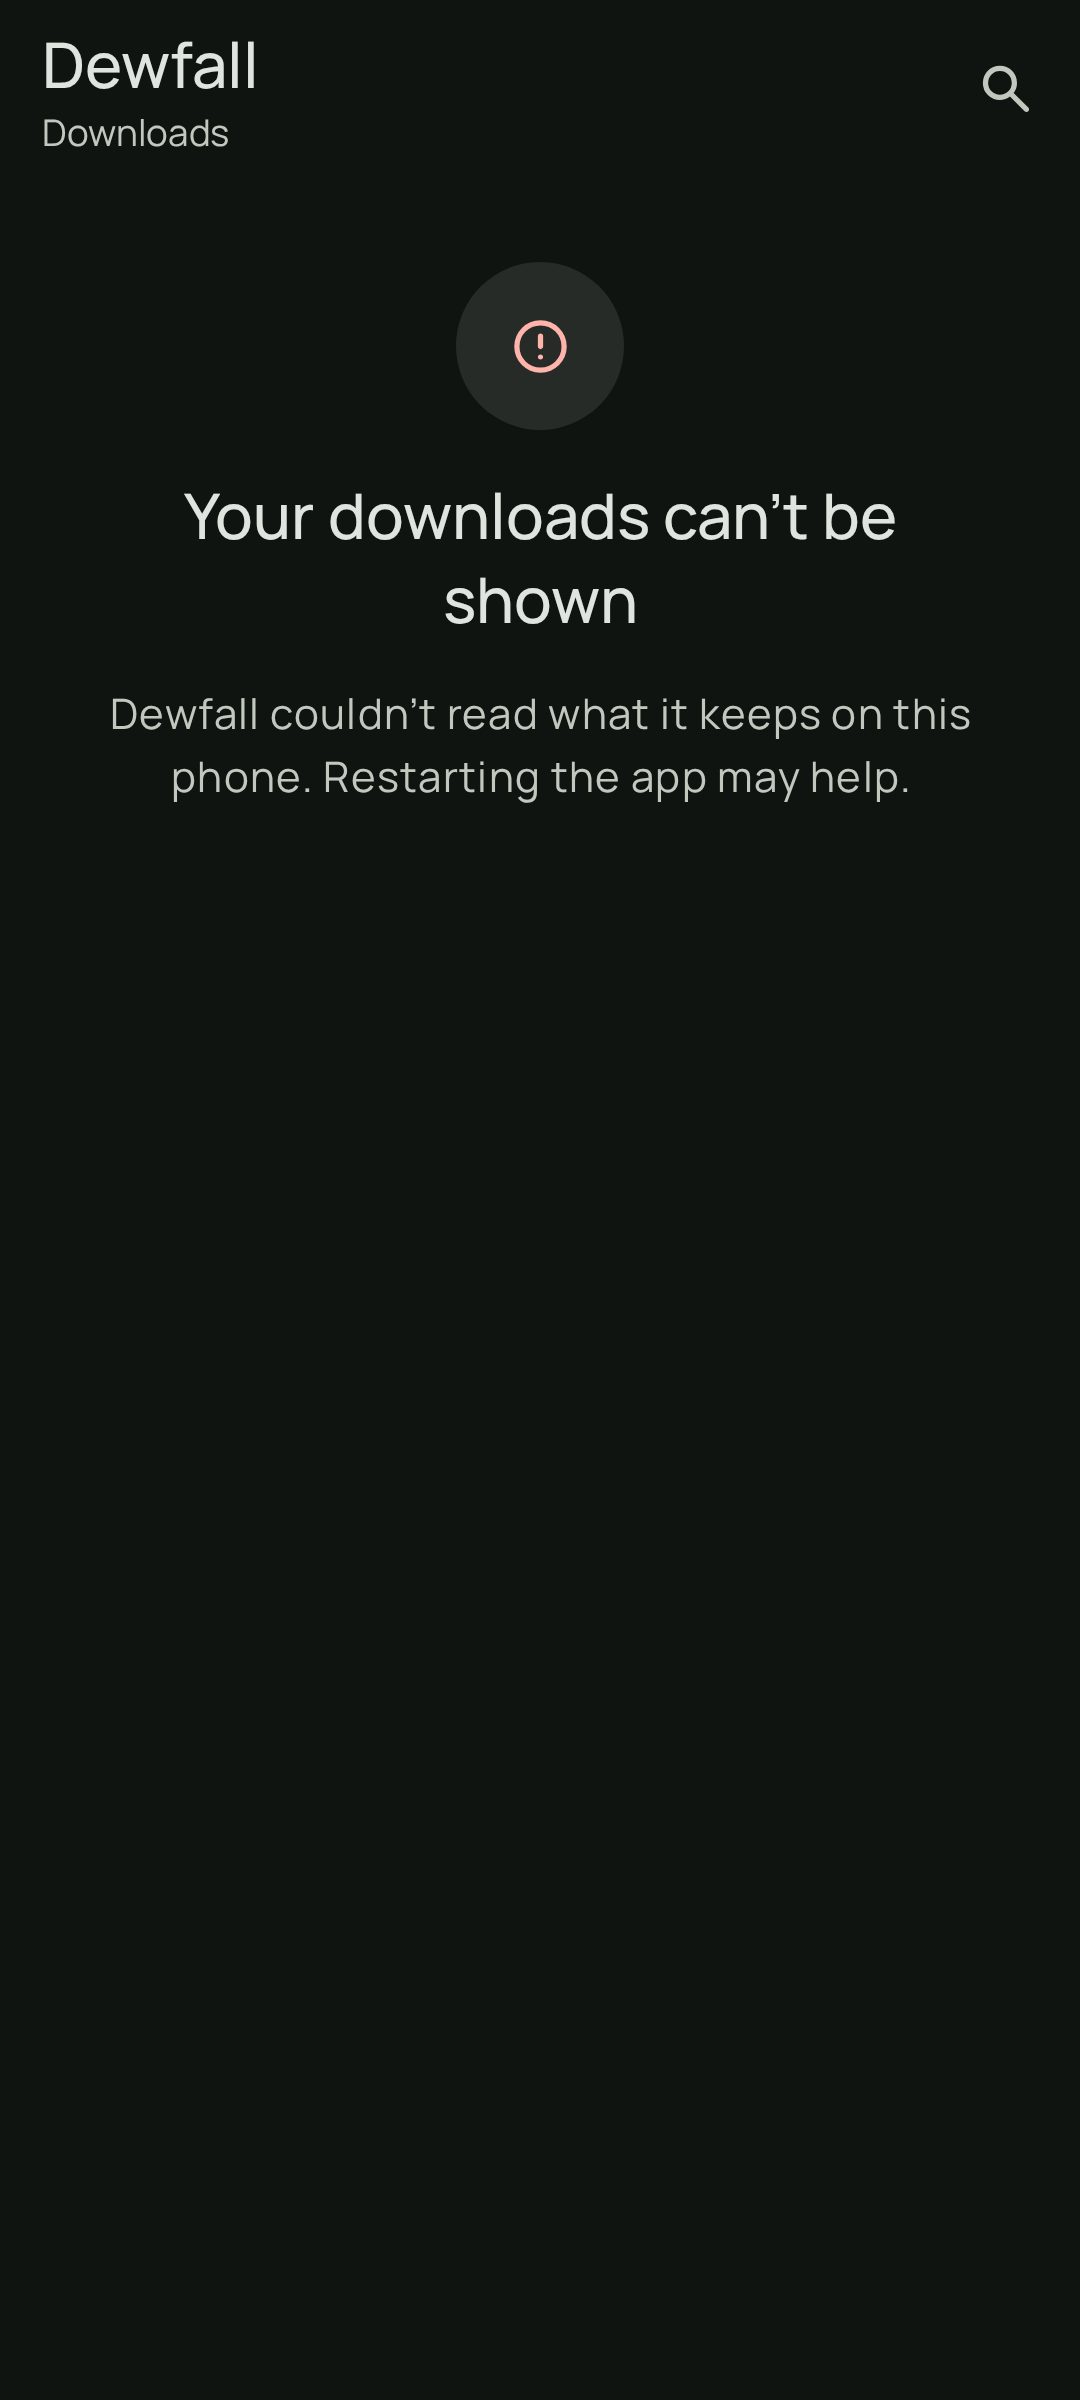 Dewfall
Downloads
Your downloads can’t be
shown
Dewfall couldn’t read what it keeps on this
phone. Restarting the app may help.